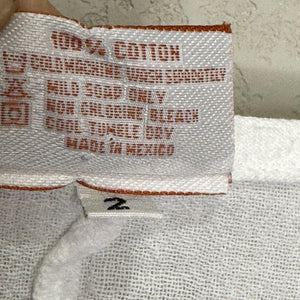 100% COTTON
COLD MACHINE WASH SEPARATELY
MILD SOAP ONLY
NON CHLORINE BLEACH
COOL TUMBLE DRY
MADE IN MEXICO
2